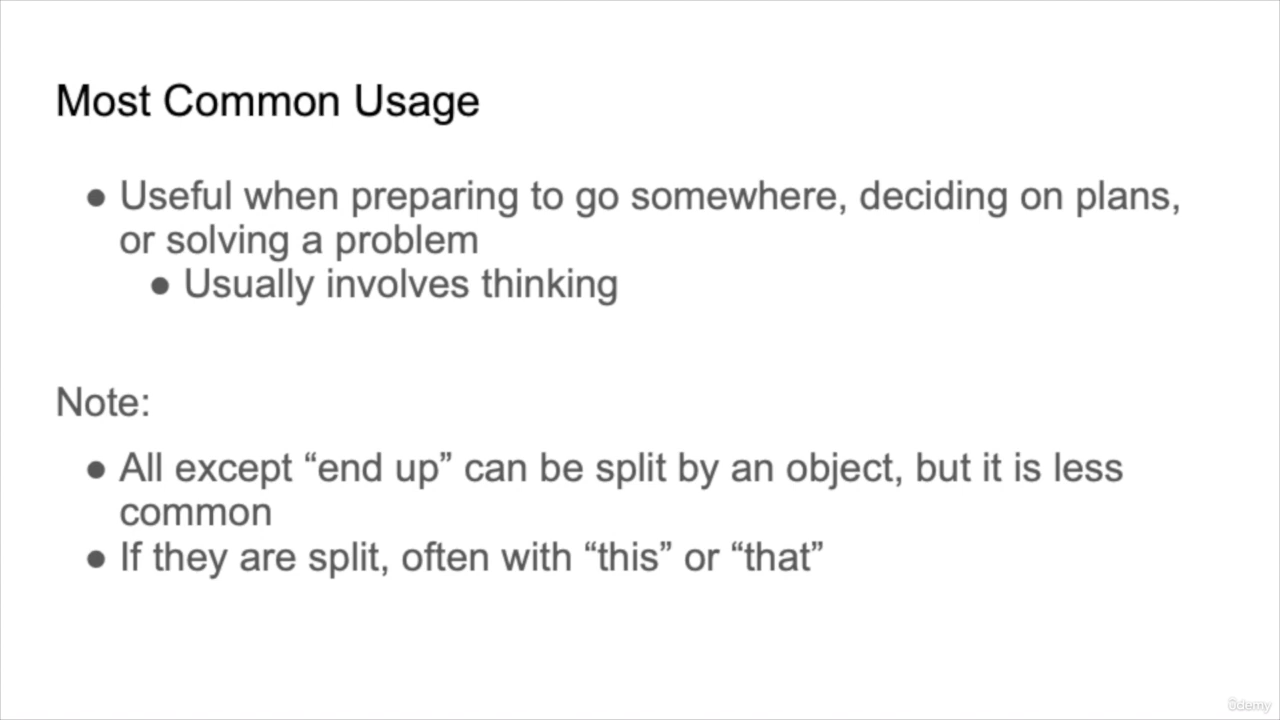 Most Common Usage
● Useful when preparing to go somewhere, deciding on plans,
or solving a problem
● Usually involves thinking
Note:
● All except “end up” can be split by an object, but it is less
common
● If they are split, often with “this” or “that”
ûdemy